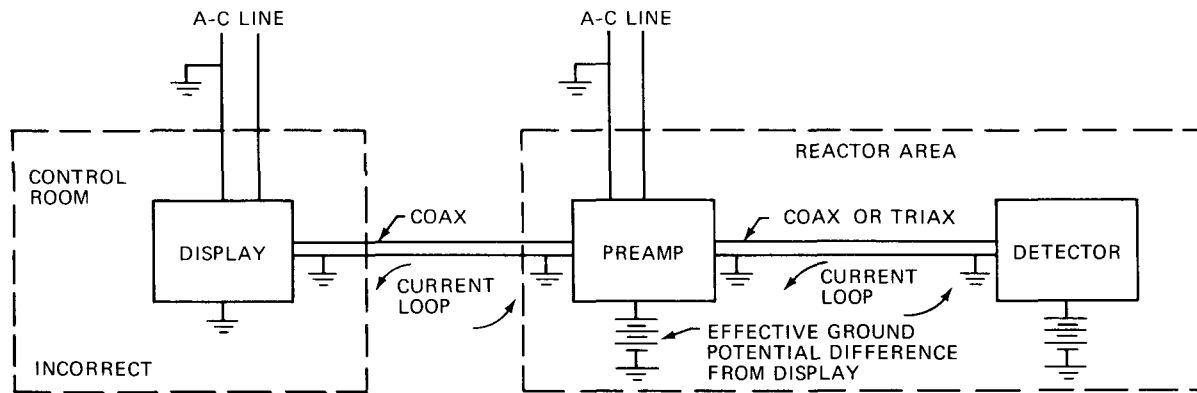 A-C LINE
A-C LINE
REACTOR AREA
CONTROL
ROOM
COAX
COAX OR TRIAX
DISPLAY
PREAMP
DETECTOR
CURRENT
LOOP
CURRENT
LOOP
EFFECTIVE GROUND
POTENTIAL DIFFERENCE
FROM DISPLAY
INCORRECT